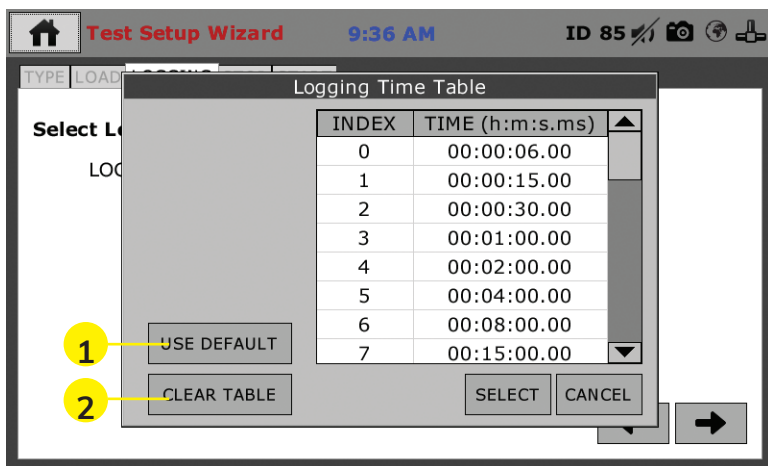 Test Setup Wizard 9:36 AM ID 85
TYPE LOAD
Logging Time Table
Select Lo
LOG
INDEX TIME (h:m:s.ms)
0 00:00:06.00
1 00:00:15.00
2 00:00:30.00
3 00:01:00.00
4 00:02:00.00
5 00:04:00.00
6 00:08:00.00
7 00:15:00.00
1 USE DEFAULT
2 CLEAR TABLE
SELECT CANCEL